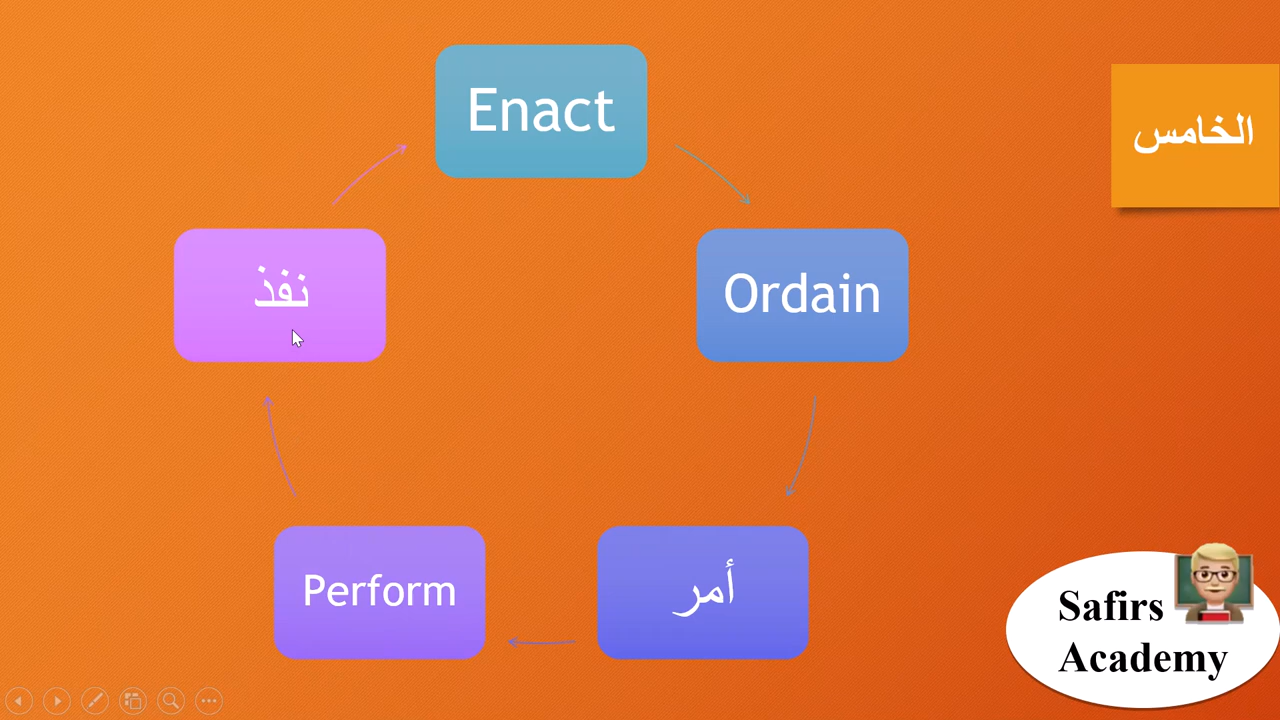 Enact
الخامس
نفذ
Ordain
Perform
أمر
Safirs
Academy